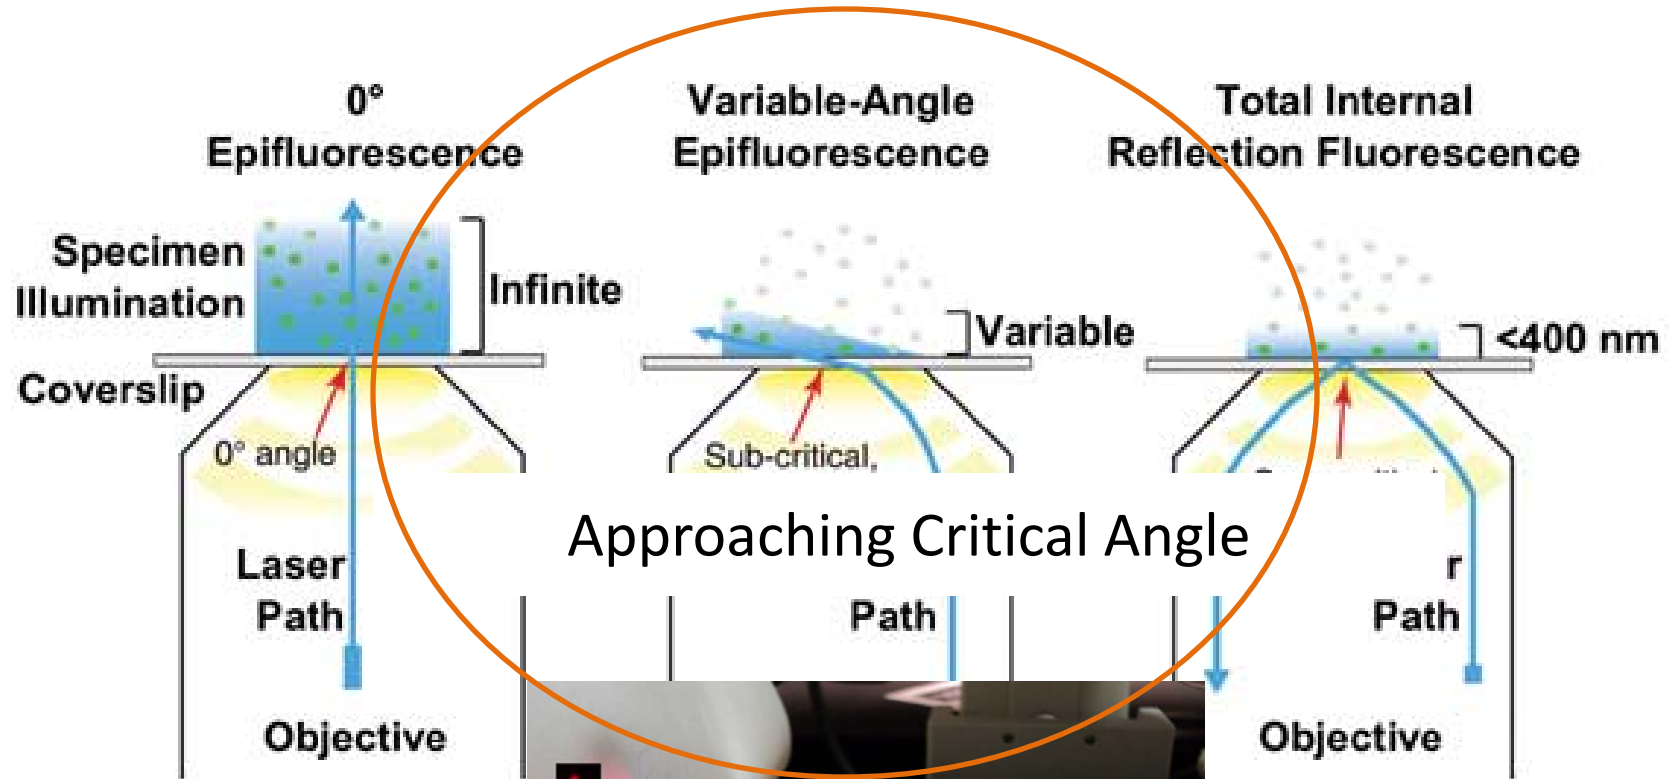 0°
Epifluorescence
Specimen
Illumination
Infinite
Coverslip
0° angle
Laser
Path
Objective
Variable-Angle
Epifluorescence
Variable
Sub-critical,
Approaching Critical Angle
Path
Total Internal
Reflection Fluorescence
<400 nm
r
Path
Objective